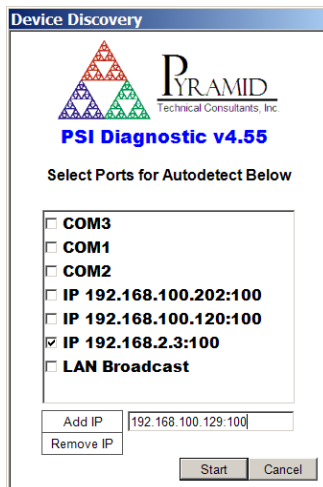 Device Discovery
PYRAMID
Technical Consultants, Inc.
PSI Diagnostic v4.55
Select Ports for Autodetect Below
COM3
COM1
COM2
IP 192.168.100.202:100
IP 192.168.100.120:100
IP 192.168.2.3:100
LAN Broadcast
Add IP 192.168.100.129:100
Remove IP
Start Cancel